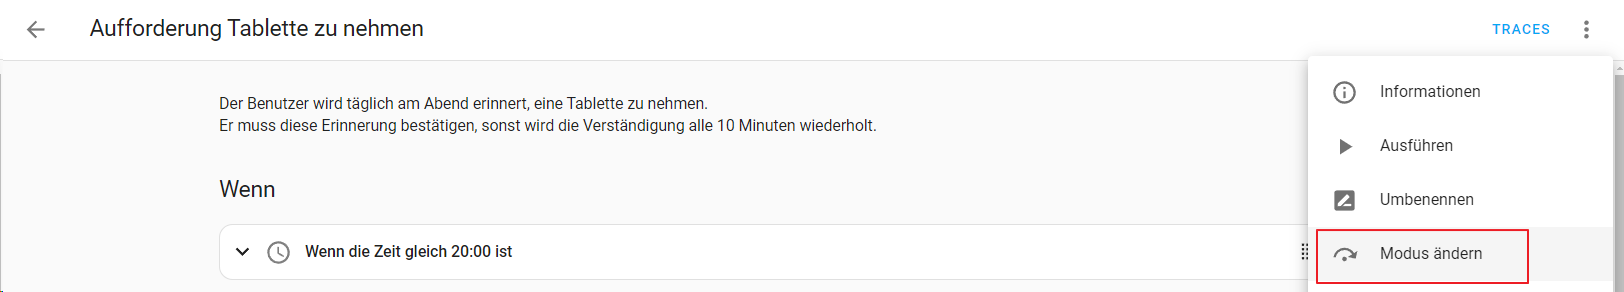 Aufforderung Tablette zu nehmen
TRACES
Der Benutzer wird täglich am Abend erinnert, eine Tablette zu nehmen.
Er muss diese Erinnerung bestätigen, sonst wird die Verständigung alle 10 Minuten wiederholt.
Wenn
Wenn die Zeit gleich 20:00 ist
Informationen
Ausführen
Umbenennen
Modus ändern